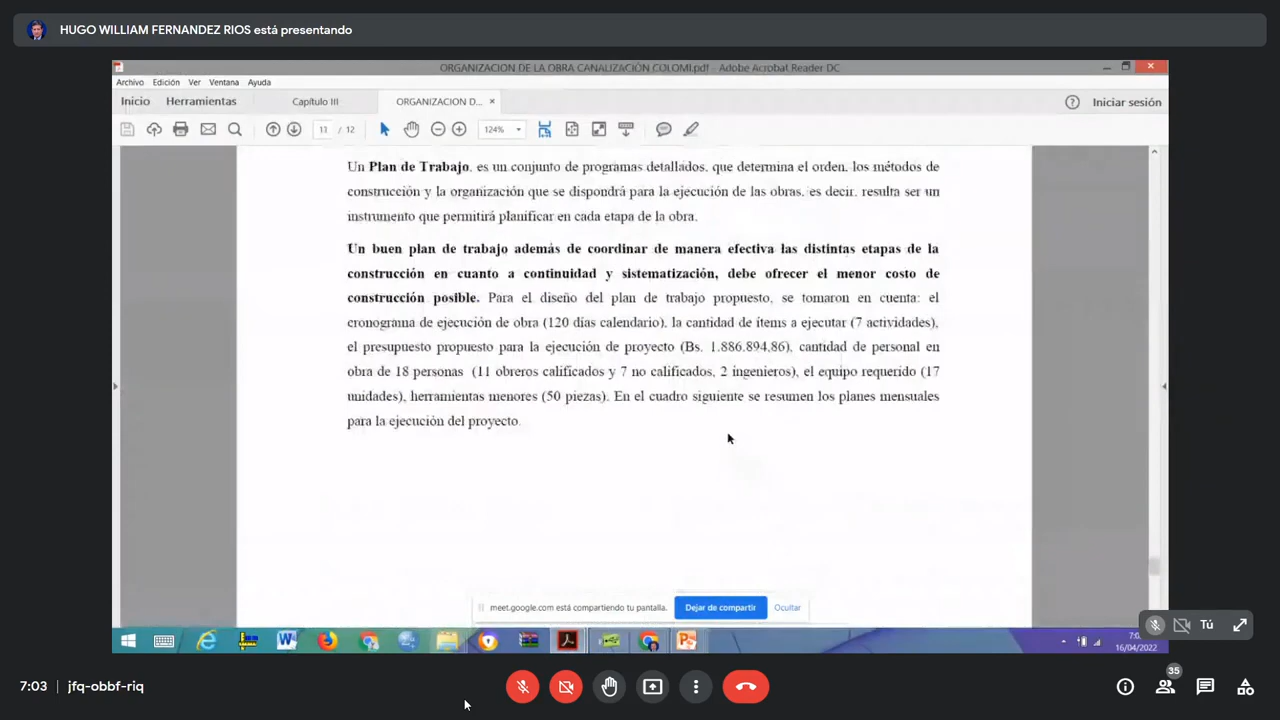 HUGO WILLIAM FERNANDEZ RIOS está presentando
ORGANIZACION DE LA OBRA CANALIZACIÓN COLOMI.pdf - Adobe Acrobat Reader DC
Archivo Edición Ver Ventana Ayuda
Inicio Herramientas Capítulo III ORGANIZACION D... × Iniciar sesión
11 / 12 124%
Un Plan de Trabajo, es un conjunto de programas detallados, que determina el orden, los métodos de
construcción y la organización que se dispondrá para la ejecución de las obras, es decir, resulta ser un
instrumento que permitirá planificar en cada etapa de la obra.
Un buen plan de trabajo además de coordinar de manera efectiva las distintas etapas de la
construcción en cuanto a continuidad y sistematización, debe ofrecer el menor costo de
construcción posible. Para el diseño del plan de trabajo propuesto, se tomaron en cuenta: el
cronograma de ejecución de obra (120 días calendario), la cantidad de ítems a ejecutar (7 actividades),
el presupuesto propuesto para la ejecución de proyecto (Bs. 1.886.894,86), cantidad de personal en
obra de 18 personas (11 obreros calificados y 7 no calificados, 2 ingenieros), el equipo requerido (17
unidades), herramientas menores (50 piezas). En el cuadro siguiente se resumen los planes mensuales
para la ejecución del proyecto.
meet.google.com está compartiendo tu pantalla. Dejar de compartir Ocultar
Tú
16/04/2022
7:03 | jfq-obbf-riq
35